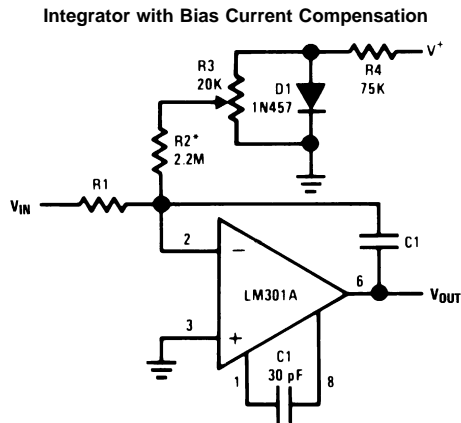 Integrator with Bias Current Compensation
V+
R3
20K
R4
75K
D1
1N457
R2*
2.2M
R1
VIN
C1
2
6
LM301A
VOUT
3
C1
30 pF
1
8